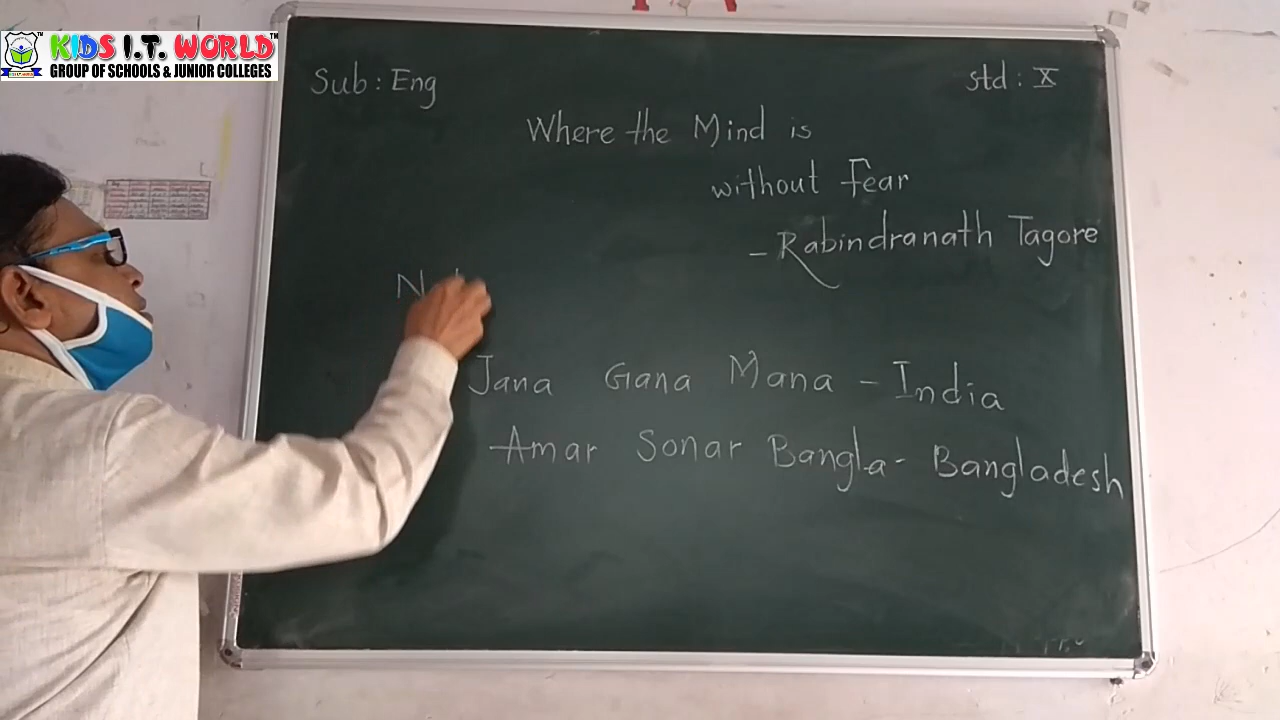 KIDS I.T. WORLD™
GROUP OF SCHOOLS & JUNIOR COLLEGES
Sub : Eng
std : X
Where the Mind is
without Fear
- Rabindranath Tagore
Jana Gana Mana - India
Amar Sonar Bangla - Bangladesh